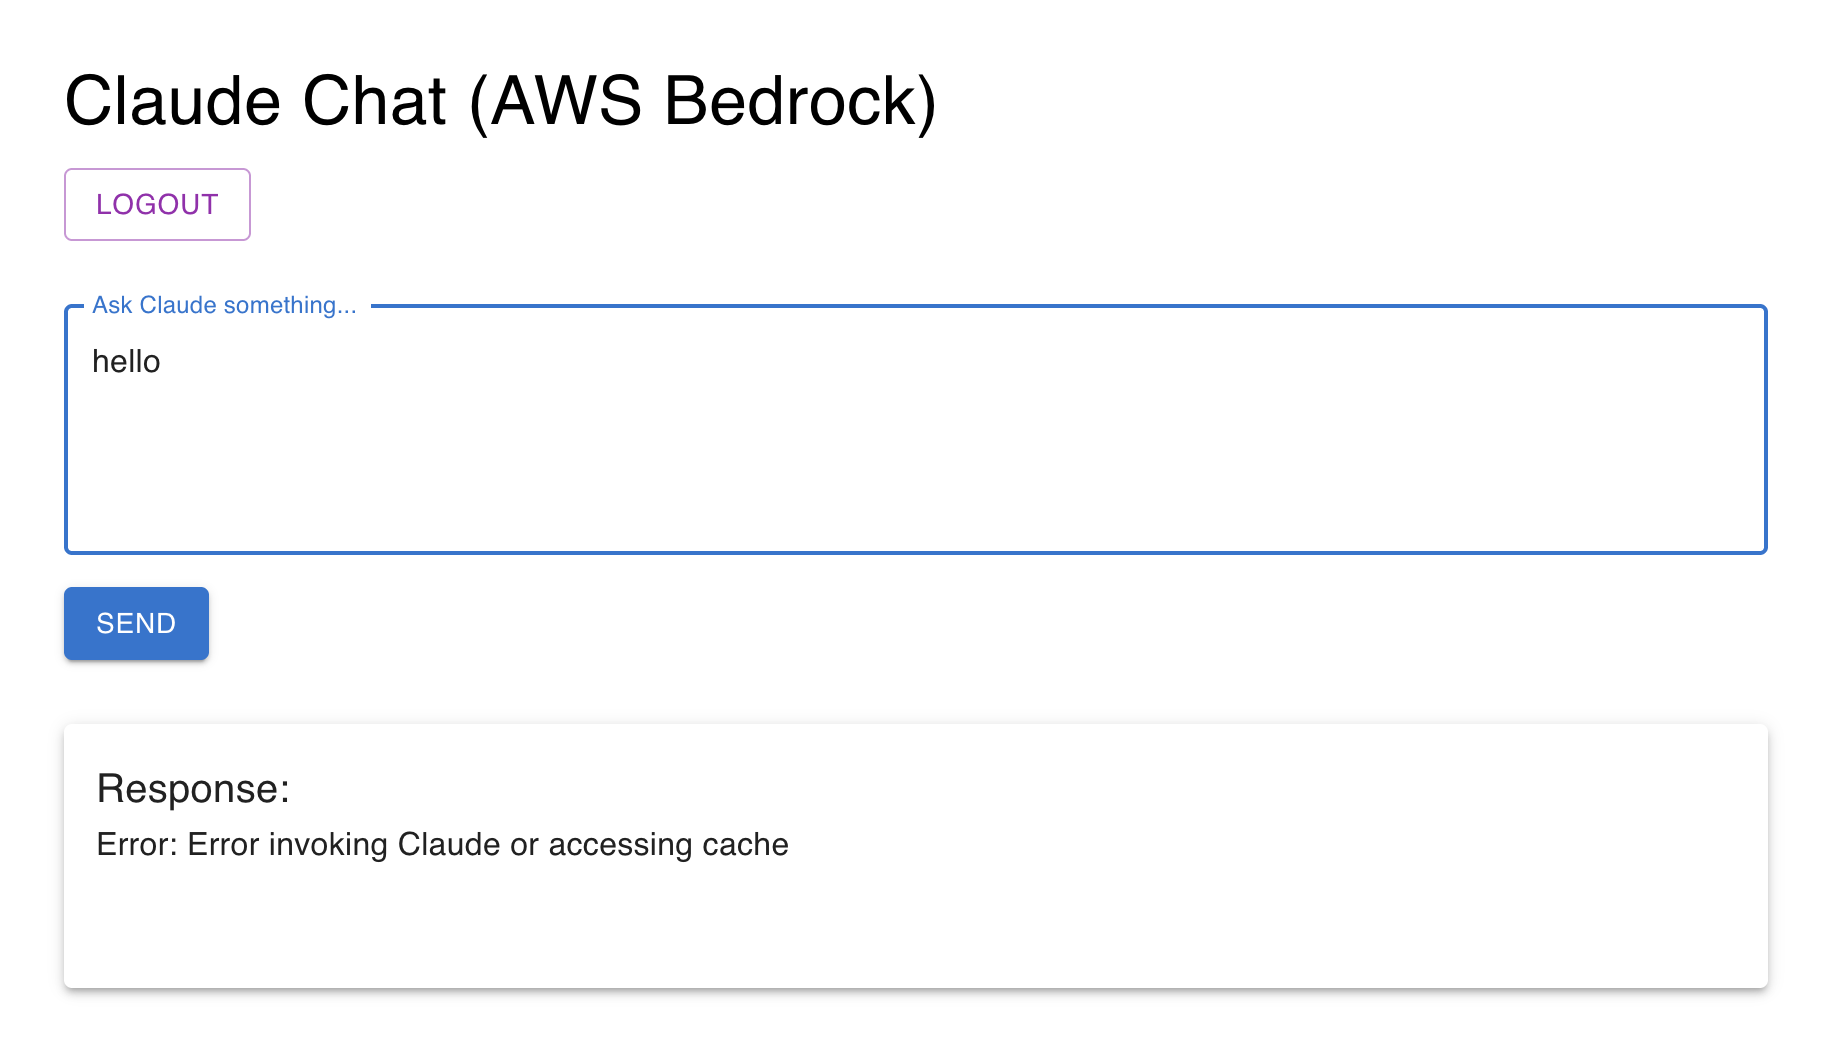 Claude Chat (AWS Bedrock)
LOGOUT
Ask Claude something...
hello
SEND
Response:
Error: Error invoking Claude or accessing cache